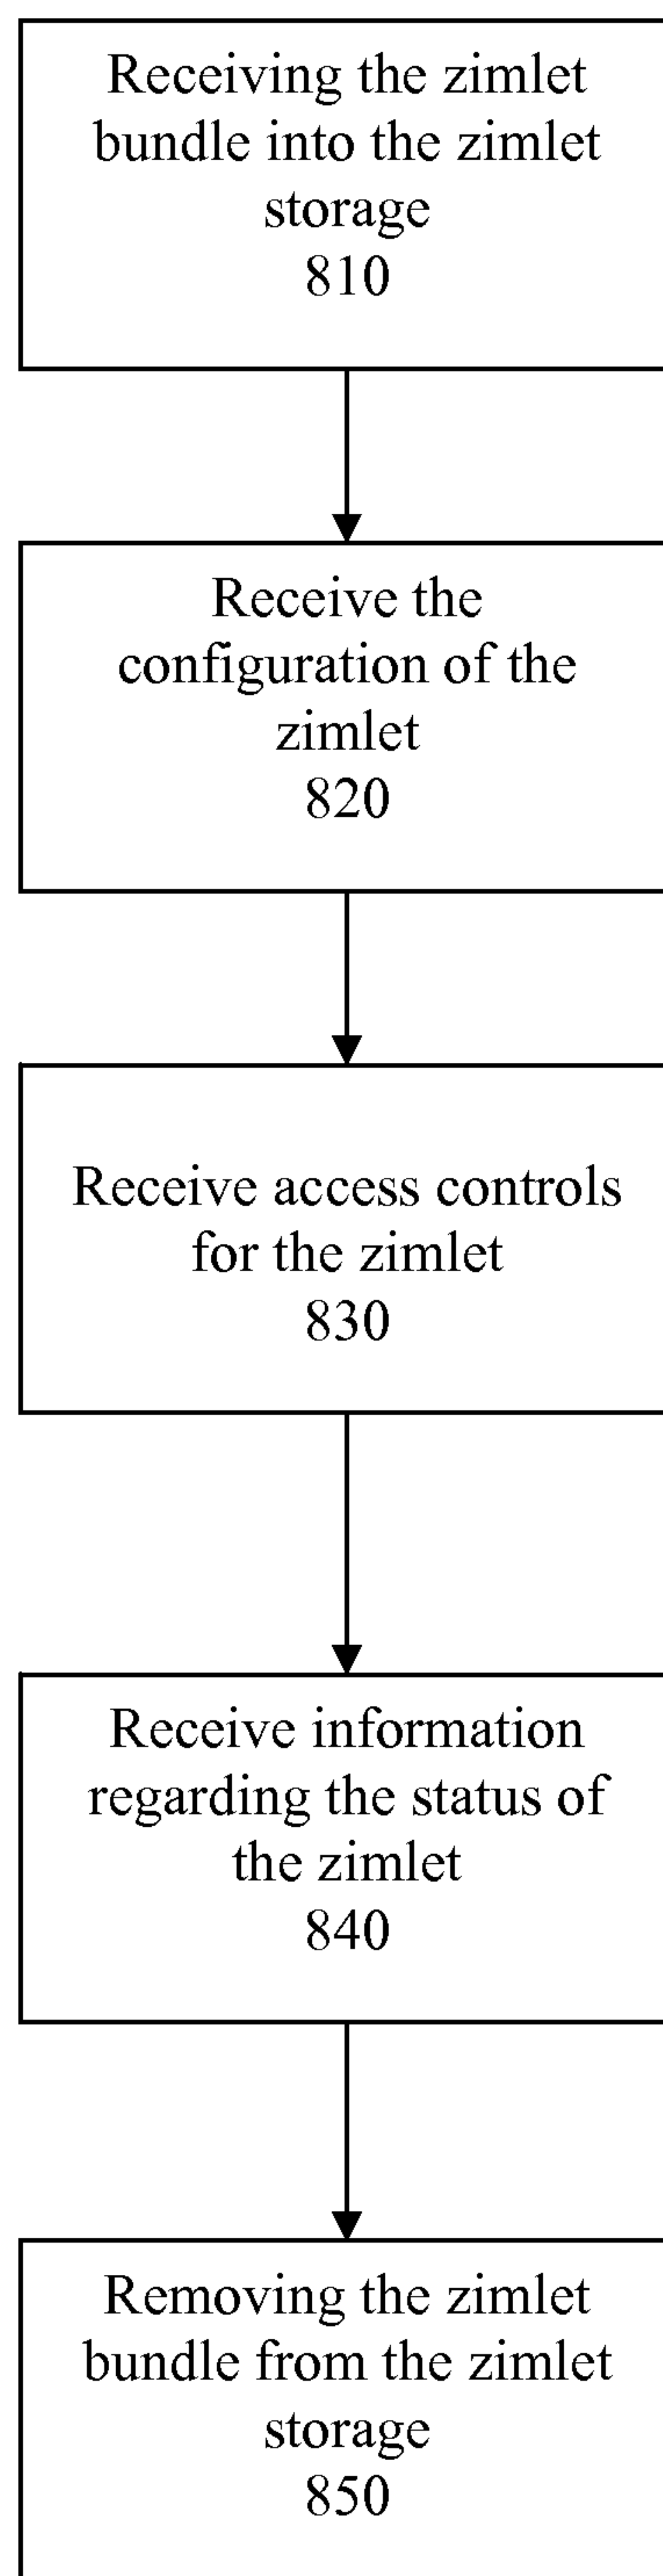 Receiving the zimlet
bundle into the zimlet
storage
810
Receive the
configuration of the
zimlet
820
Receive access controls
for the zimlet
830
Receive information
regarding the status of
the zimlet
840
Removing the zimlet
bundle from the zimlet
storage
850